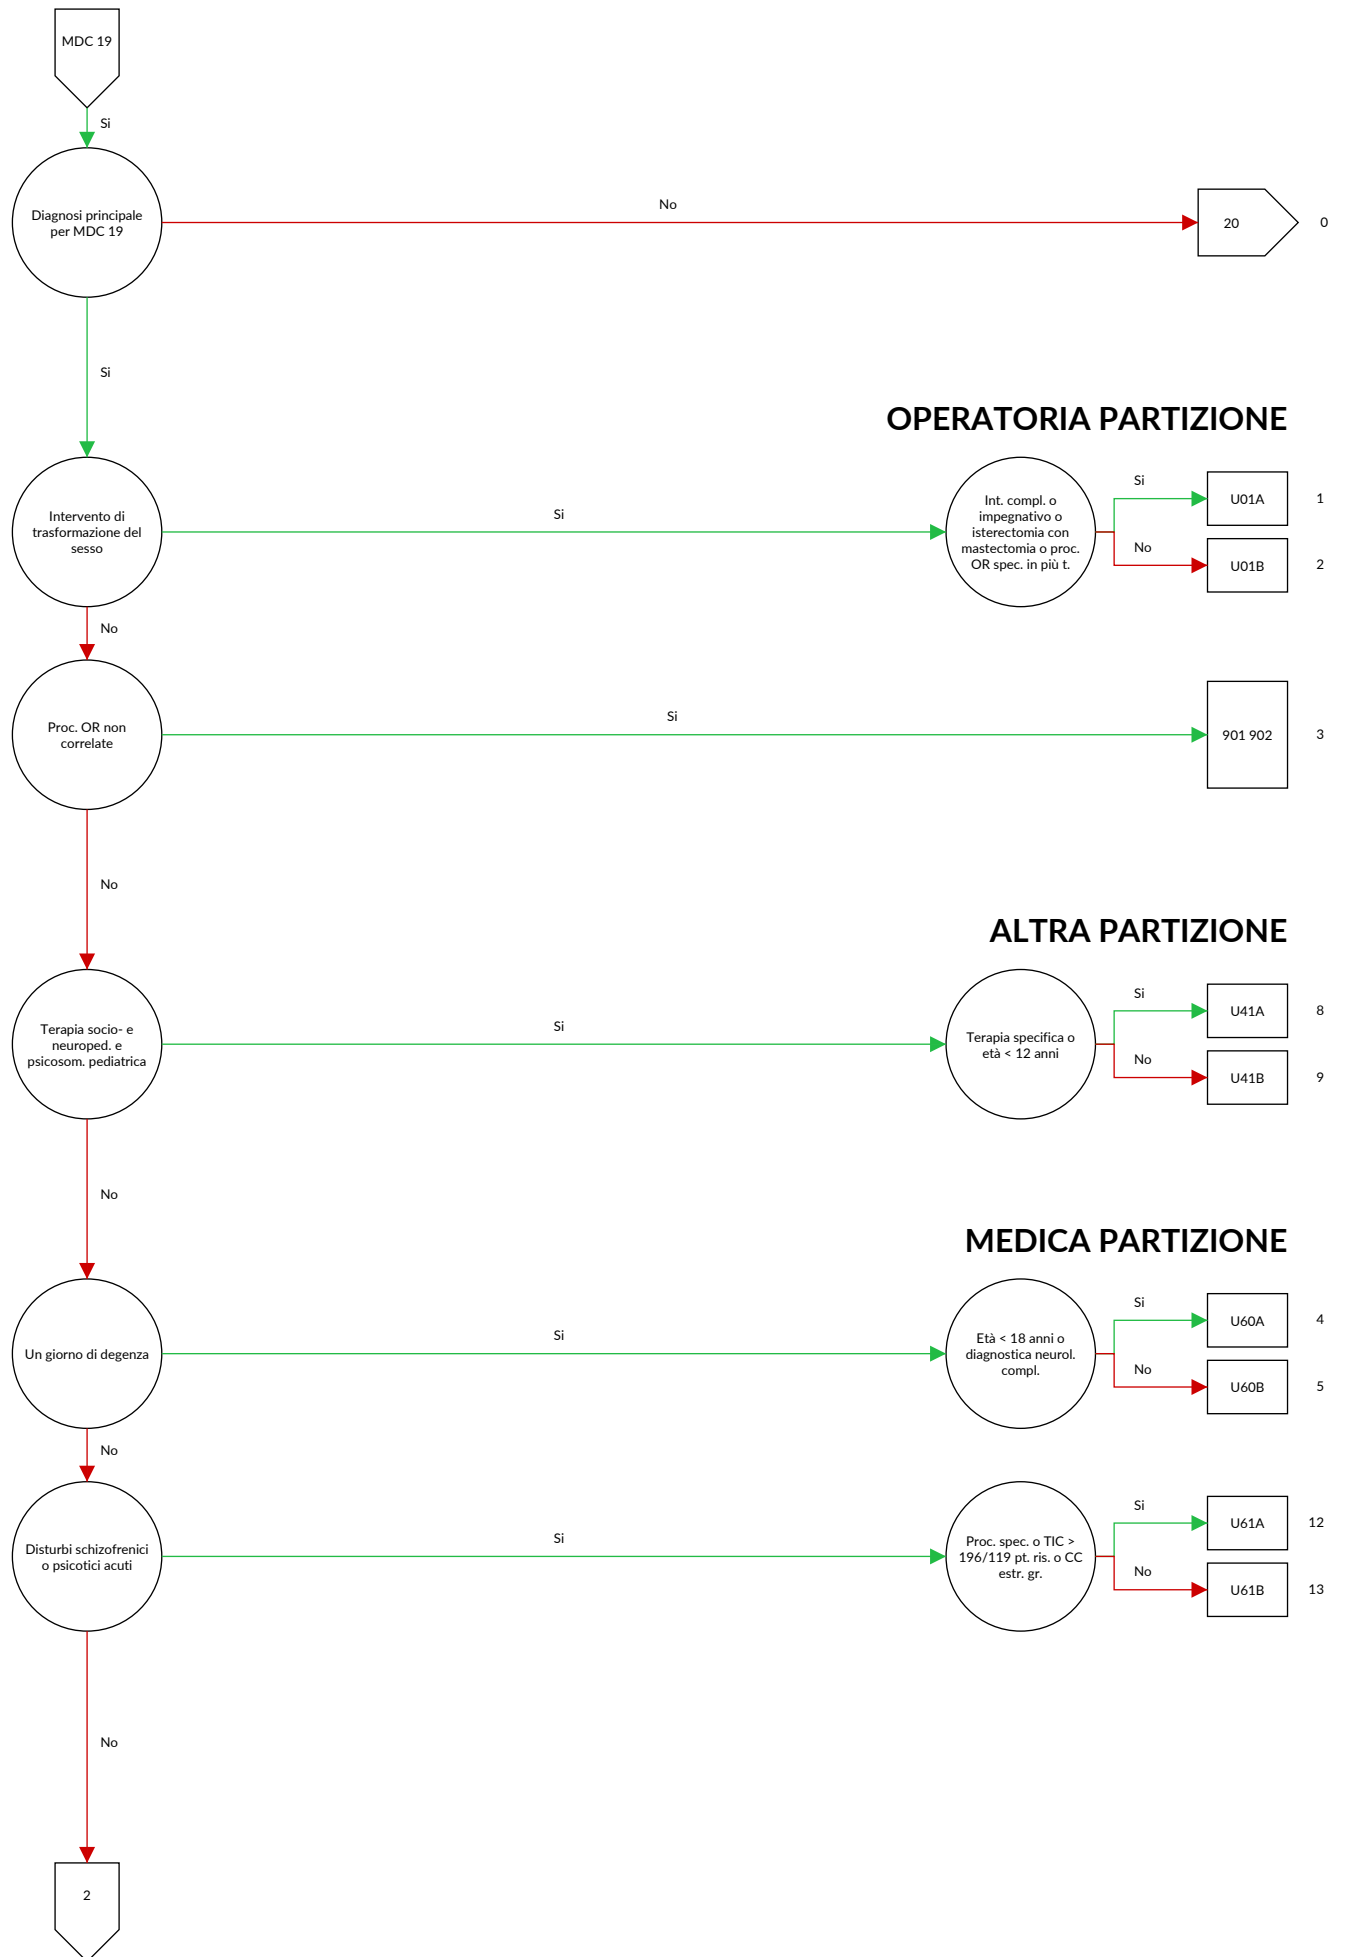 MDC 19
Si
Diagnosi principale
per MDC 19
No
20
0
Si
OPERATORIA PARTIZIONE
Intervento di
trasformazione del
sesso
Si
Int. compl. o
impegnativo o
isterectomia con
mastectomia o proc.
OR spec. in più t.
Si
U01A
1
No
U01B
2
No
Proc. OR non
correlate
Si
901 902
3
No
ALTRA PARTIZIONE
Terapia socio- e
neuroped. e
psicosom. pediatrica
Si
Terapia specifica o
età < 12 anni
Si
U41A
8
No
U41B
9
No
MEDICA PARTIZIONE
Un giorno di degenza
Si
Età < 18 anni o
diagnostica neurol.
compl.
Si
U60A
4
No
U60B
5
No
Disturbi schizofrenici
o psicotici acuti
Si
Proc. spec. o TIC >
196/119 pt. ris. o CC
estr. gr.
Si
U61A
12
No
U61B
13
No
2